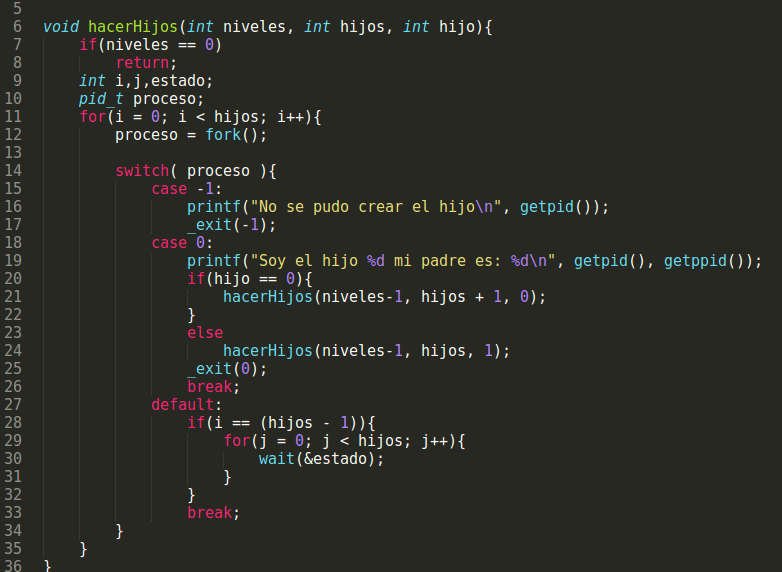 5
6 void hacerHijos(int niveles, int hijos, int hijo){
7     if(niveles == 0)
8         return;
9     int i,j,estado;
10     pid_t proceso;
11     for(i = 0; i < hijos; i++){
12         proceso = fork();
13
14         switch( proceso ){
15             case -1:
16                 printf("No se pudo crear el hijo\n", getpid());
17                 _exit(-1);
18             case 0:
19                 printf("Soy el hijo %d mi padre es: %d\n", getpid(), getppid());
20                 if(hijo == 0){
21                     hacerHijos(niveles-1, hijos + 1, 0);
22                 }
23                 else
24                     hacerHijos(niveles-1, hijos, 1);
25                 _exit(0);
26                 break;
27             default:
28                 if(i == (hijos - 1)){
29                     for(j = 0; j < hijos; j++){
30                         wait(&estado);
31                     }
32                 }
33                 break;
34         }
35     }
36 }